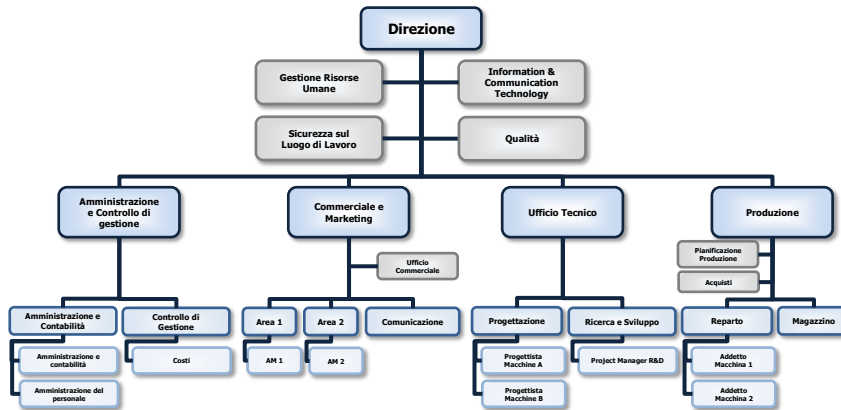 Direzione
Gestione Risorse
Umane
Information &
Communication
Technology
Sicurezza sul
Luogo di Lavoro
Qualità
Amministrazione
e Controllo di
gestione
Commerciale e
Marketing
Ufficio Tecnico
Produzione
Ufficio
Commerciale
Pianificazione
Produzione
Acquisti
Amministrazione e
Contabilità
Controllo di
Gestione
Area 1
Area 2
Comunicazione
Progettazione
Ricerca e Sviluppo
Reparto
Magazzino
Amministrazione e
contabilità
Costi
AM 1
AM 2
Progettista
Macchine A
Project Manager R&D
Addetto
Macchina 1
Amministrazione del
personale
Progettista
Macchine B
Addetto
Macchina 2